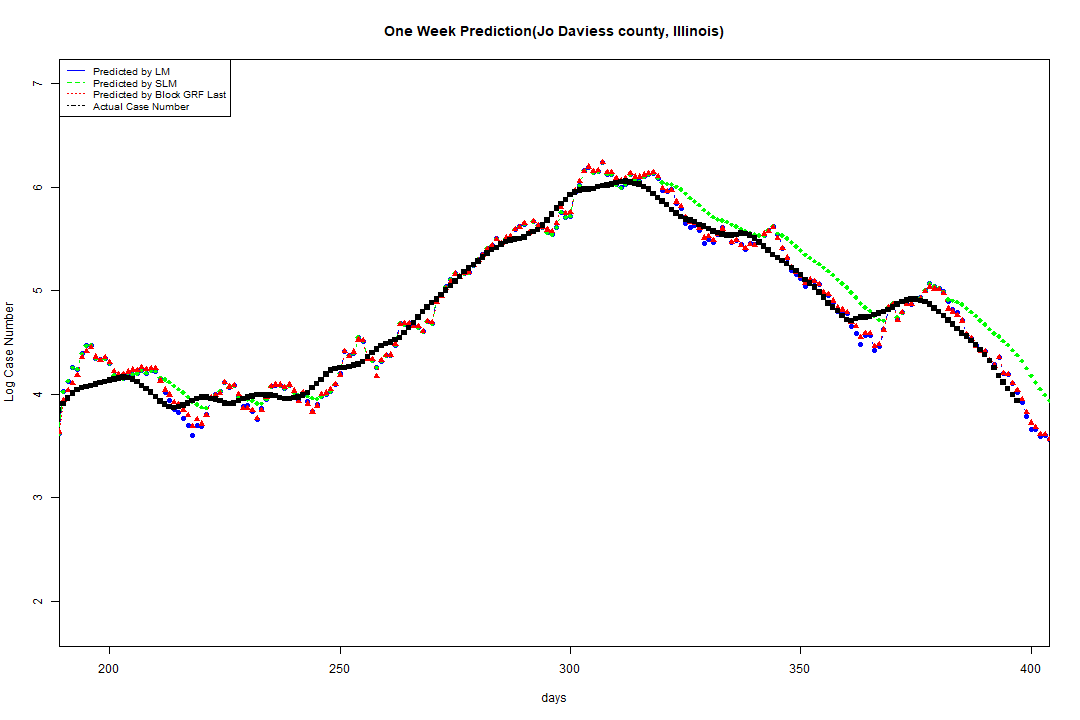 One Week Prediction(Jo Daviess county, Illinois)
Predicted by LM
Predicted by SLM
Predicted by Block GRF Last
Actual Case Number
7
6
5
4
3
2
Log Case Number
200 250 300 350 400
days